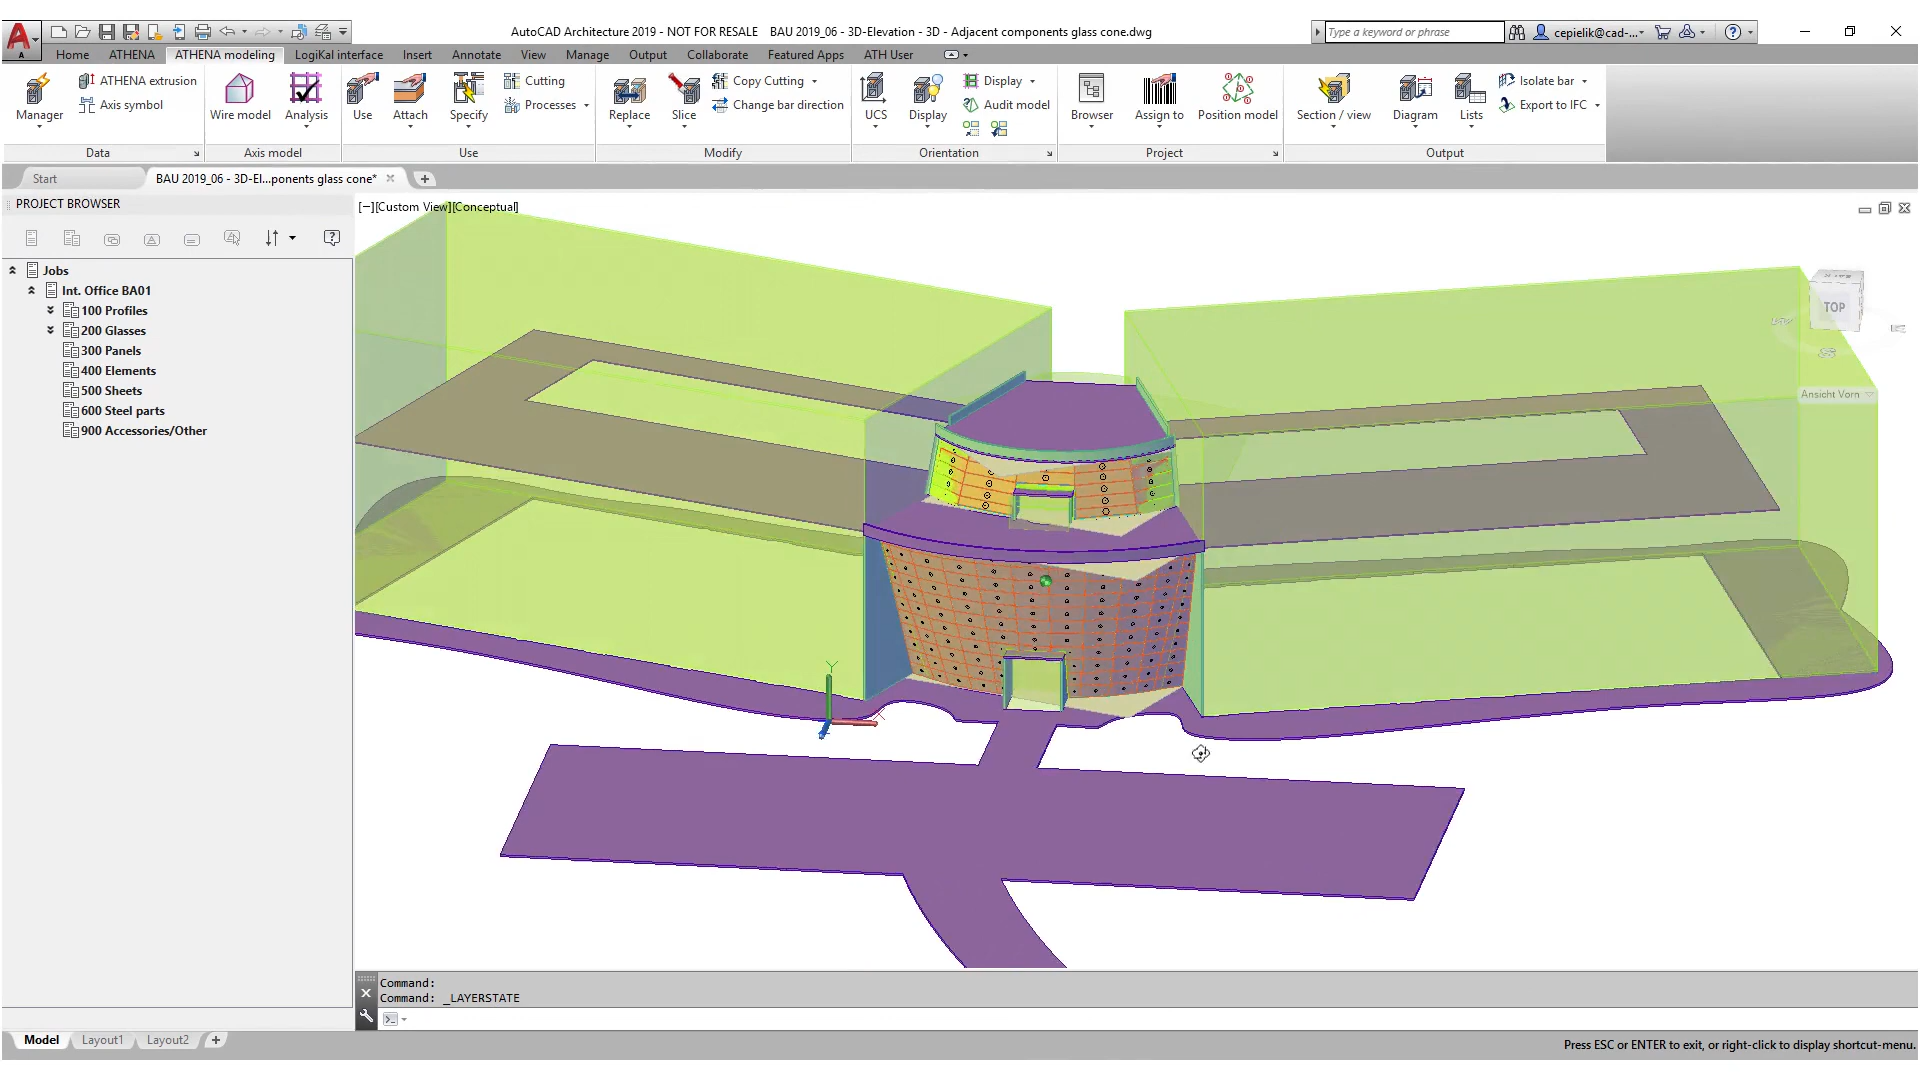 AutoCAD Architecture 2019 - NOT FOR RESALE BAU 2019_06 - 3D-Elevation - 3D - Adjacent components glass cone.dwg
Type a keyword or phrase
cepielik@cad-...
Home ATHENA ATHENA modeling LogiKal interface Insert Annotate View Manage Output Collaborate Featured Apps ATH User
Manager
ATHENA extrusion
Axis symbol
Wire model
Analysis
Use
Attach
Specify
Cutting
Processes
Replace
Slice
Copy Cutting
Change bar direction
UCS
Display
Display
Audit model
Browser
Assign to
Position model
Section / view
Diagram
Lists
Isolate bar
Export to IFC
Data Axis model Use Modify Orientation Project Output
Start BAU 2019_06 - 3D-El...ponents glass cone*
PROJECT BROWSER
Jobs
Int. Office BA01
100 Profiles
200 Glasses
300 Panels
400 Elements
500 Sheets
600 Steel parts
900 Accessories/Other
[−][Custom View][Conceptual]
TOP
Ansicht Vorn
Y
X
Command:
Command: _LAYERSTATE
Model Layout1 Layout2
Press ESC or ENTER to exit, or right-click to display shortcut-menu.